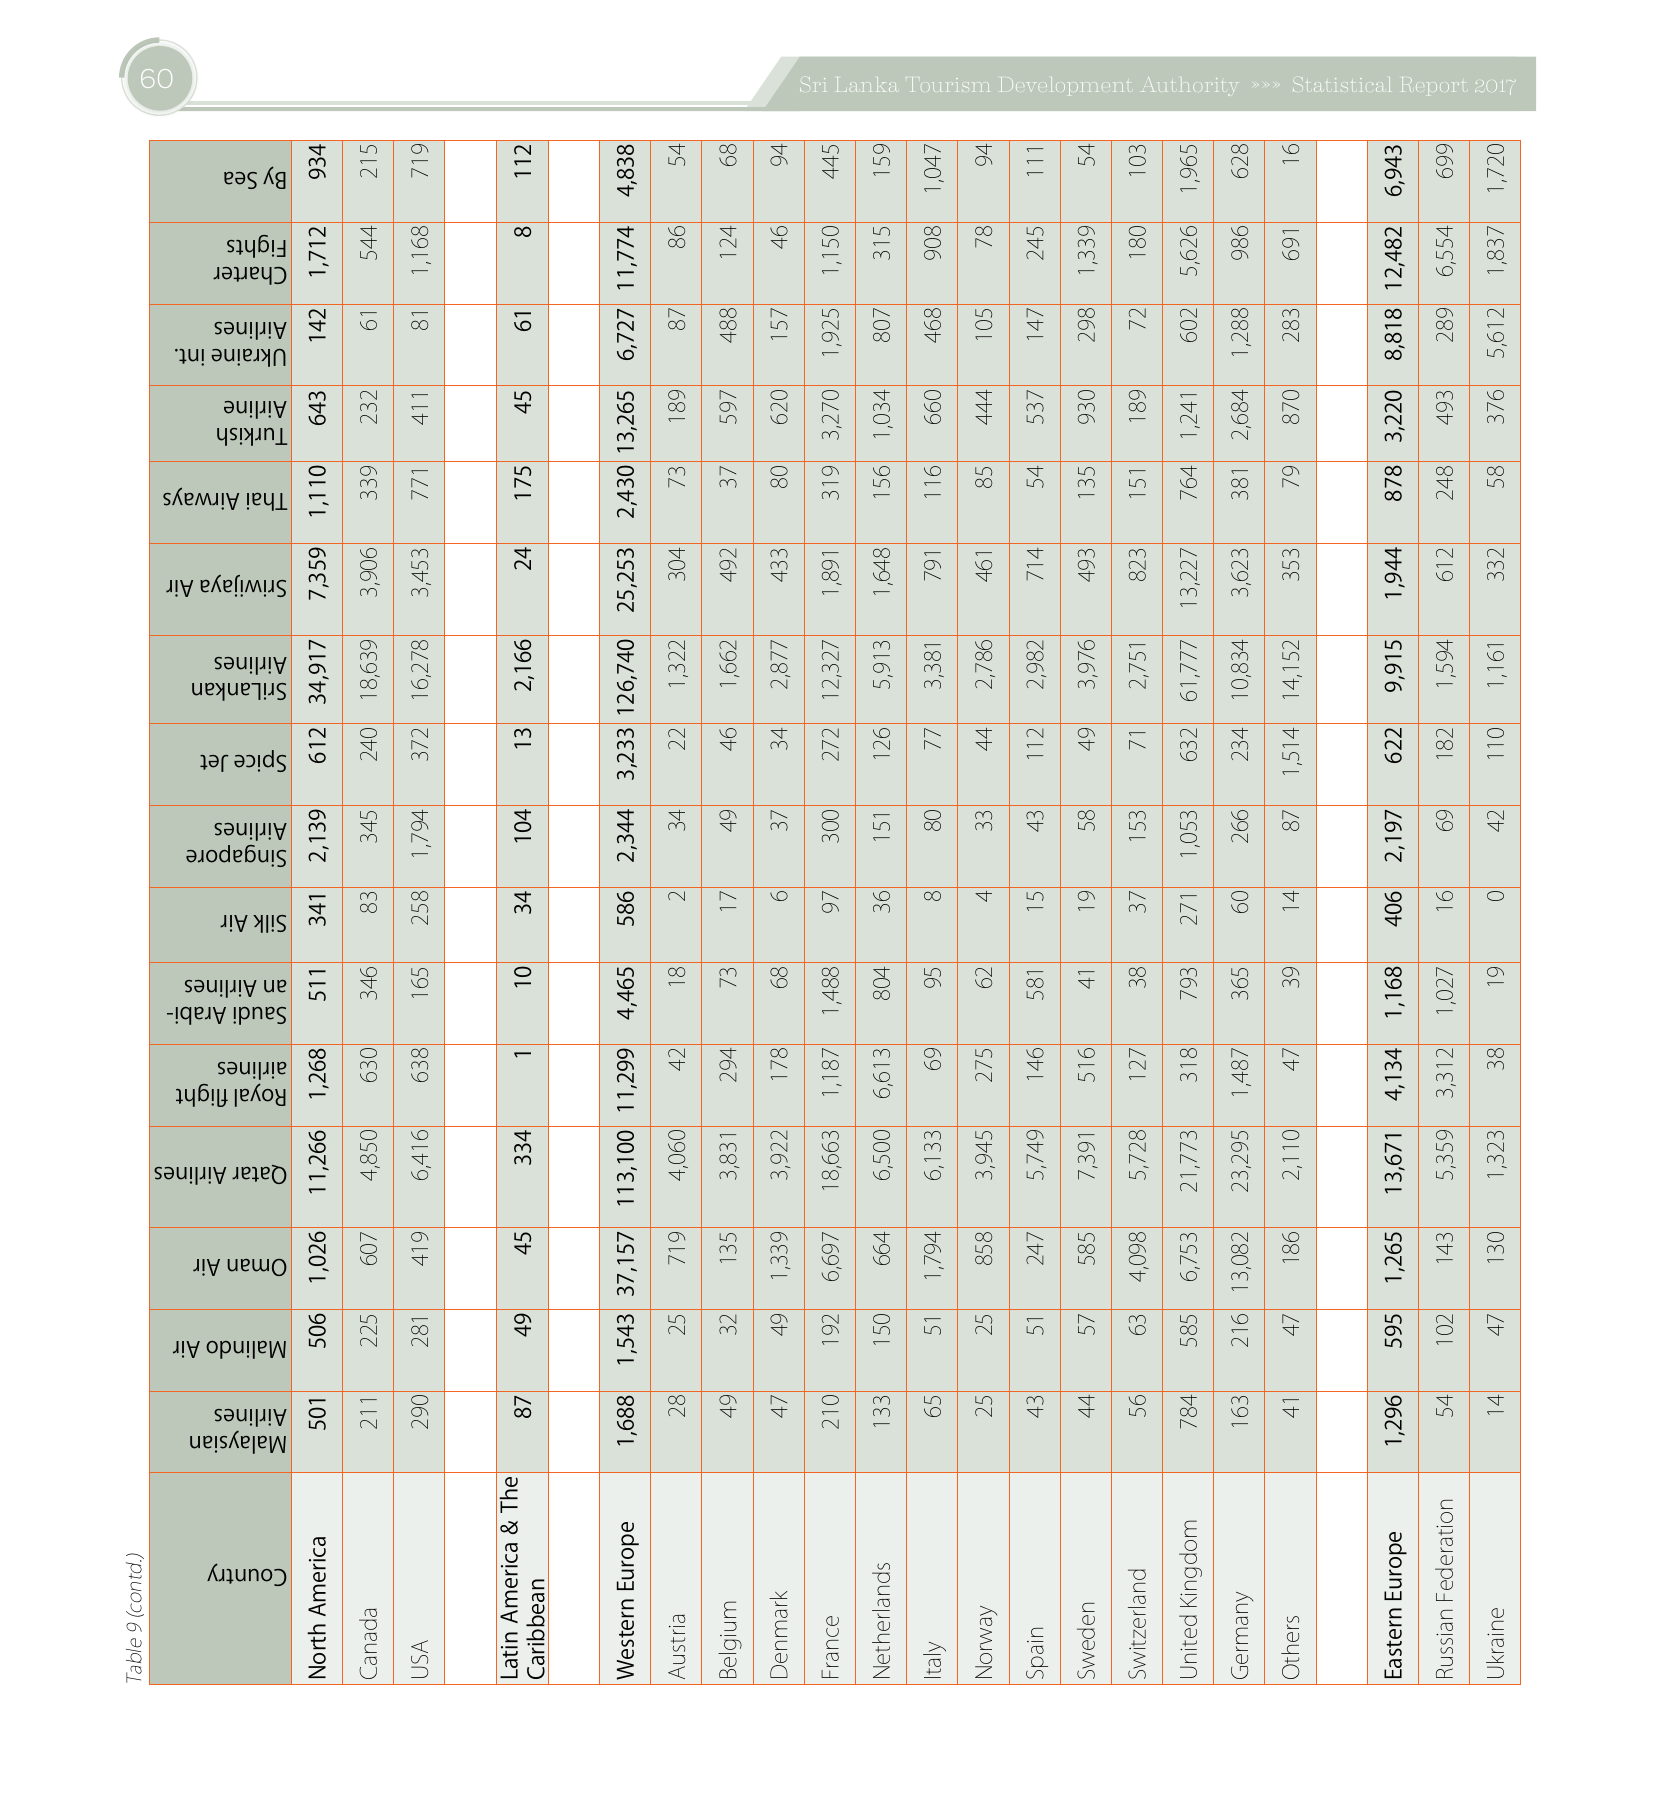 60
Sri Lanka Tourism Development Authority »»» Statistical Report 2017
Table 9 (contd.)
Country Malaysian Airlines Malindo Air Oman Air Qatar Airlines Royal flight airlines Saudi Arabi-an Airlines Silk Air Singapore Airlines Spice Jet SriLankan Airlines Sriwijaya Air Thai Airways Turkish Airline Ukraine int. Airlines Charter Fights By Sea
North America 501 506 1,026 11,266 1,268 511 341 2,139 612 34,917 7,359 1,110 643 142 1,712 934
Canada 211 225 607 4,850 630 346 83 345 240 18,639 3,906 339 232 61 544 215
USA 290 281 419 6,416 638 165 258 1,794 372 16,278 3,453 771 411 81 1,168 719
Latin America & The
Caribbean 87 49 45 334 1 10 34 104 13 2,166 24 175 45 61 8 112
Western Europe 1,688 1,543 37,157 113,100 11,299 4,465 586 2,344 3,233 126,740 25,253 2,430 13,265 6,727 11,774 4,838
Austria 28 25 719 4,060 42 18 2 34 22 1,322 304 73 189 87 86 54
Belgium 49 32 135 3,831 294 73 17 49 46 1,662 492 37 597 488 124 68
Denmark 47 49 1,339 3,922 178 68 6 37 34 2,877 433 80 620 157 46 94
France 210 192 6,697 18,663 1,187 1,488 97 300 272 12,327 1,891 319 3,270 1,925 1,150 445
Netherlands 133 150 664 6,500 6,613 804 36 151 126 5,913 1,648 156 1,034 807 315 159
Italy 65 51 1,794 6,133 69 95 8 80 77 3,381 791 116 660 468 908 1,047
Norway 25 25 858 3,945 275 62 4 33 44 2,786 461 85 444 105 78 94
Spain 43 51 247 5,749 146 581 15 43 112 2,982 714 54 537 147 245 111
Sweden 44 57 585 7,391 516 41 19 58 49 3,976 493 135 930 298 1,339 54
Switzerland 56 63 4,098 5,728 127 38 37 153 71 2,751 823 151 189 72 180 103
United Kingdom 784 585 6,753 21,773 318 793 271 1,053 632 61,777 13,227 764 1,241 602 5,626 1,965
Germany 163 216 13,082 23,295 1,487 365 60 266 234 10,834 3,623 381 2,684 1,288 986 628
Others 41 47 186 2,110 47 39 14 87 1,514 14,152 353 79 870 283 691 16
Eastern Europe 1,296 595 1,265 13,671 4,134 1,168 406 2,197 622 9,915 1,944 878 3,220 8,818 12,482 6,943
Russian Federation 54 102 143 5,359 3,312 1,027 16 69 182 1,594 612 248 493 289 6,554 699
Ukraine 14 47 130 1,323 38 19 0 42 110 1,161 332 58 376 5,612 1,837 1,720